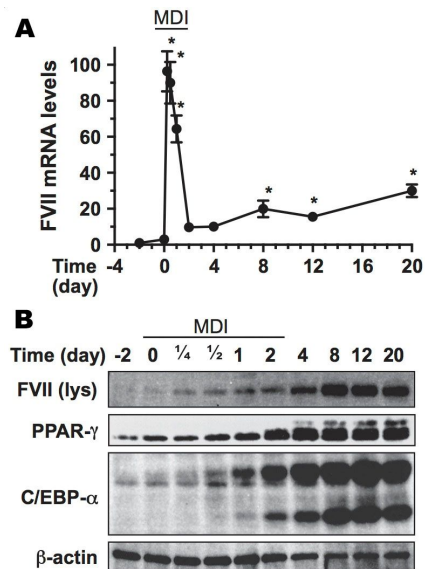 A
MDI
FVII mRNA levels
100
80
60
40
20
0
* * * * * *
-4 0 4 8 12 20
Time
(day)
B
MDI
Time (day) -2 0 ¼ ½ 1 2 4 8 12 20
FVII (lys)
PPAR-γ
C/EBP-α
β-actin